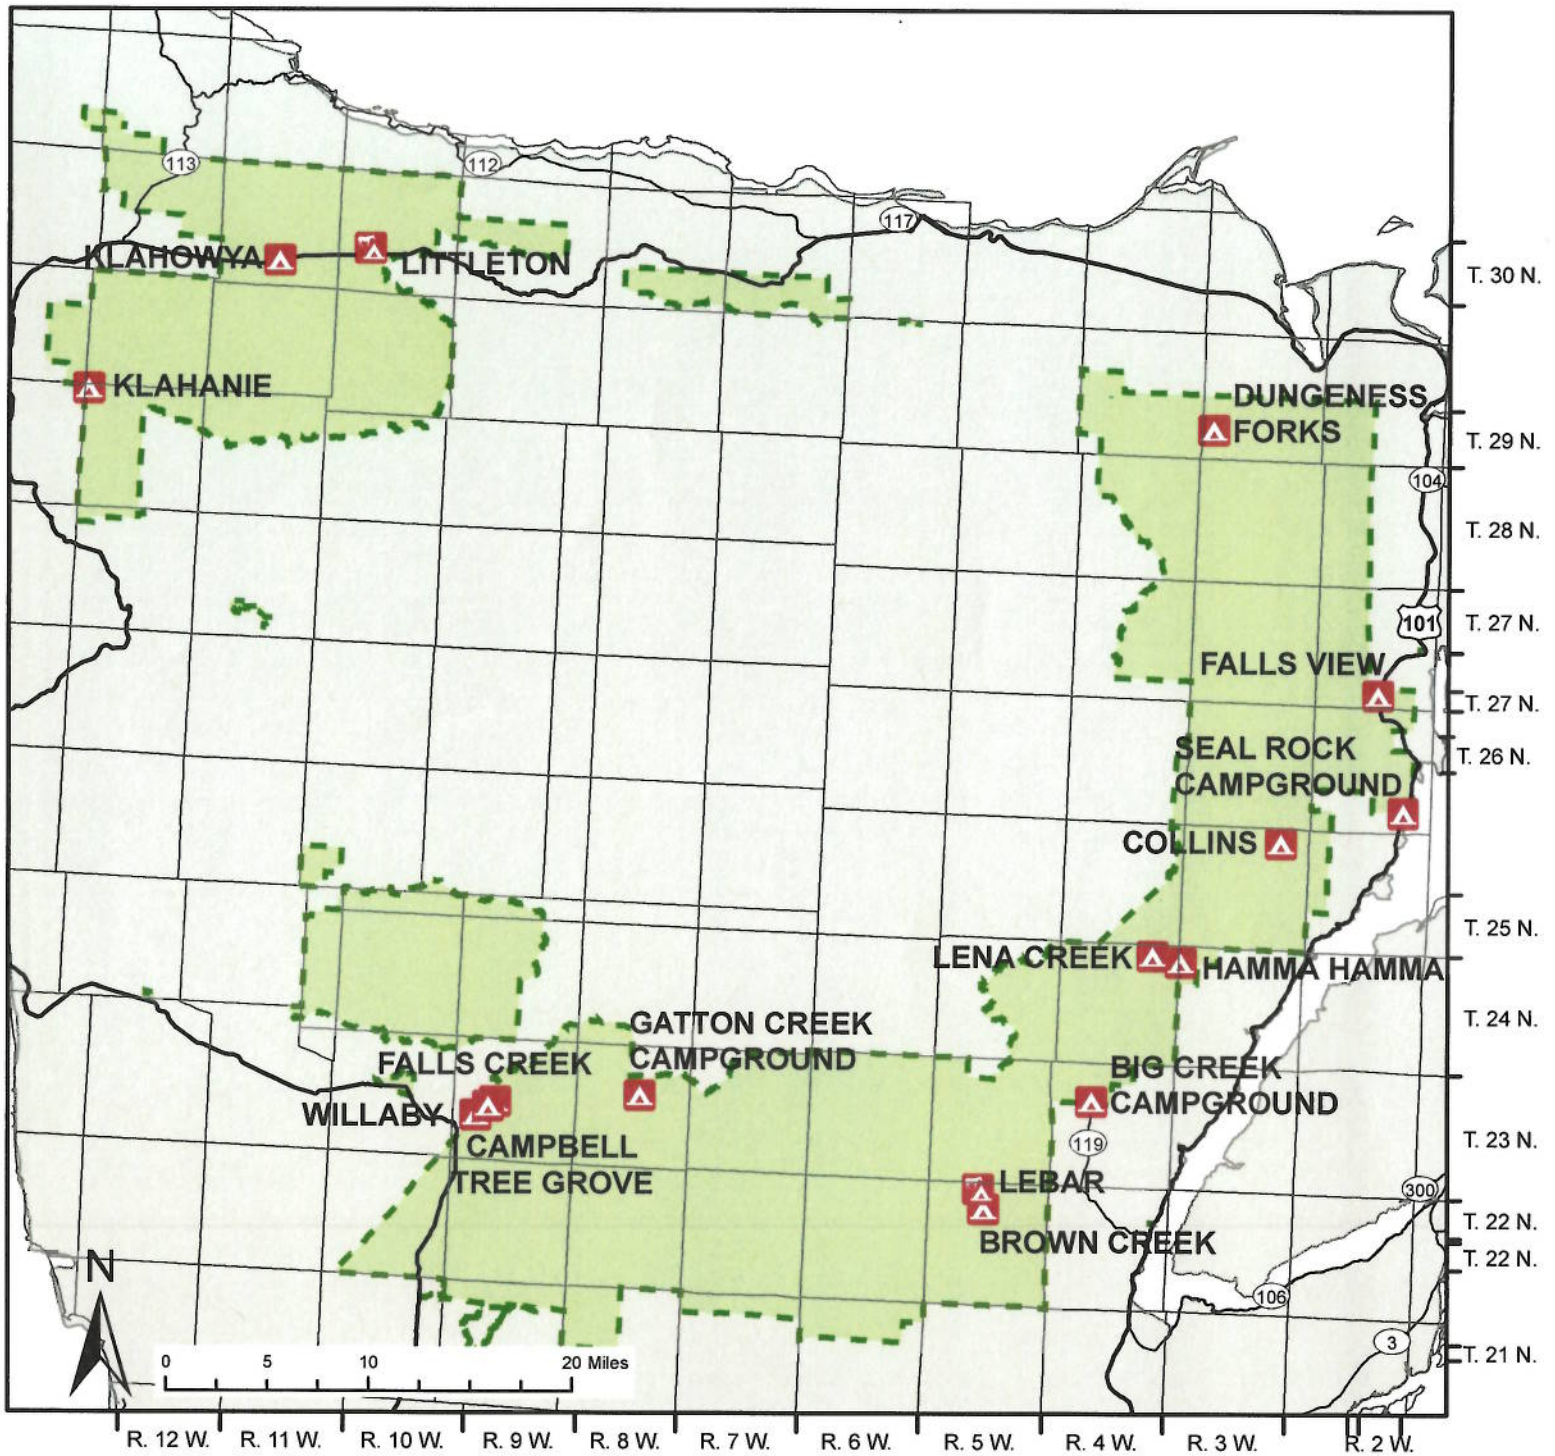 113
112
117
KLAHOWYA
LITTLETON
T. 30 N.
KLAHANIE
DUNGENESS
FORKS
T. 29 N.
104
T. 28 N.
101
T. 27 N.
FALLS VIEW
T. 27 N.
SEAL ROCK
CAMPGROUND
T. 26 N.
COLLINS
T. 25 N.
LENA CREEK
HAMMA HAMMA
T. 24 N.
GATTON CREEK
CAMPGROUND
FALLS CREEK
BIG CREEK
CAMPGROUND
WILLABY
119
T. 23 N.
CAMPBELL
TREE GROVE
LEBAR
300
T. 22 N.
BROWN CREEK
T. 22 N.
N
106
3
T. 21 N.
0 5 10 20 Miles
R. 12 W. R. 11 W. R. 10 W. R. 9 W. R. 8 W. R. 7 W. R. 6 W. R. 5 W. R. 4 W. R. 3 W. R. 2 W.